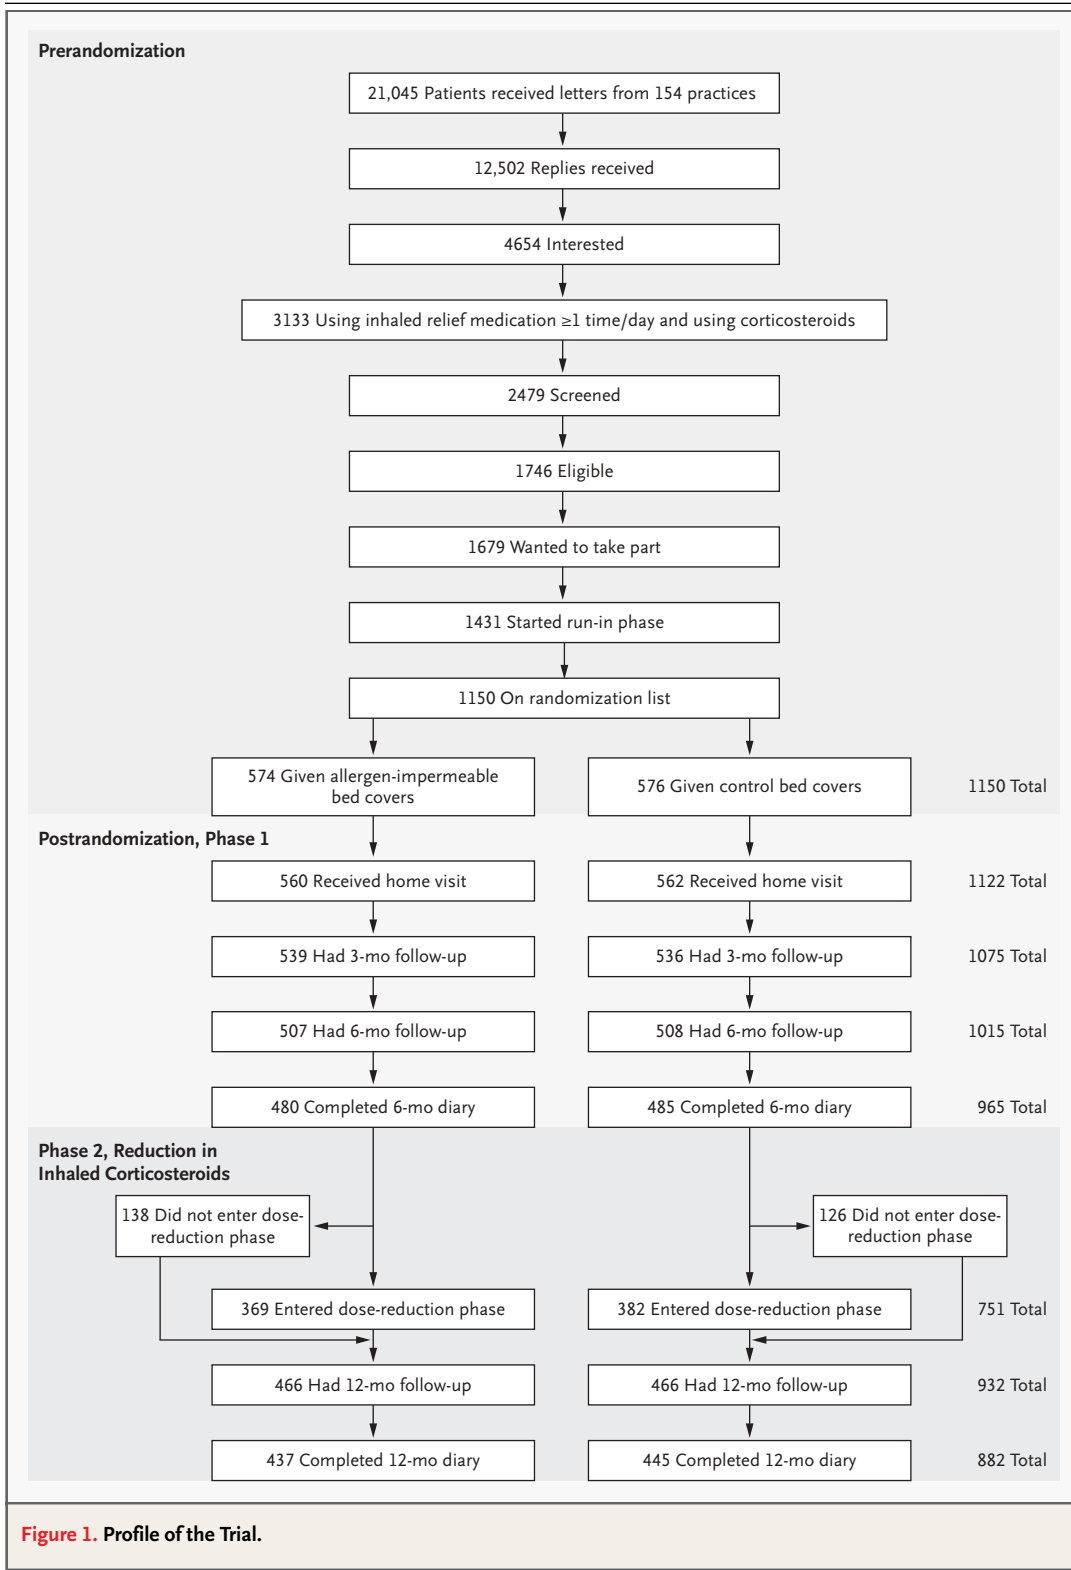 Prerandomization
21,045 Patients received letters from 154 practices
12,502 Replies received
4654 Interested
3133 Using inhaled relief medication ≥1 time/day and using corticosteroids
2479 Screened
1746 Eligible
1679 Wanted to take part
1431 Started run-in phase
1150 On randomization list
574 Given allergen-impermeable
bed covers
576 Given control bed covers
1150 Total
Postrandomization, Phase 1
560 Received home visit
562 Received home visit
1122 Total
539 Had 3-mo follow-up
536 Had 3-mo follow-up
1075 Total
507 Had 6-mo follow-up
508 Had 6-mo follow-up
1015 Total
480 Completed 6-mo diary
485 Completed 6-mo diary
965 Total
Phase 2, Reduction in
Inhaled Corticosteroids
138 Did not enter dose-
reduction phase
126 Did not enter dose-
reduction phase
369 Entered dose-reduction phase
382 Entered dose-reduction phase
751 Total
466 Had 12-mo follow-up
466 Had 12-mo follow-up
932 Total
437 Completed 12-mo diary
445 Completed 12-mo diary
882 Total
Figure 1. Profile of the Trial.